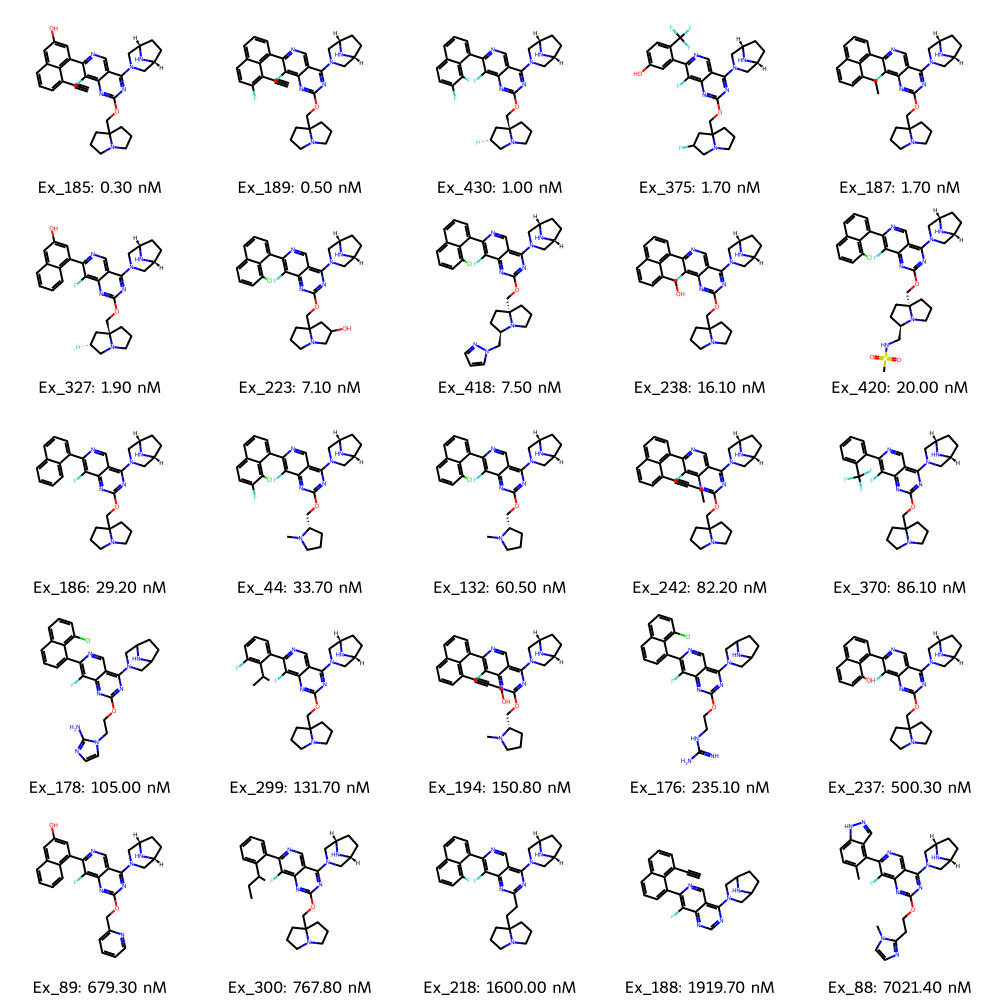 Ex_185: 0.30 nM
Ex_189: 0.50 nM
Ex_430: 1.00 nM
Ex_375: 1.70 nM
Ex_187: 1.70 nM
Ex_327: 1.90 nM
Ex_223: 7.10 nM
Ex_418: 7.50 nM
Ex_238: 16.10 nM
Ex_420: 20.00 nM
Ex_186: 29.20 nM
Ex_44: 33.70 nM
Ex_132: 60.50 nM
Ex_242: 82.20 nM
Ex_370: 86.10 nM
Ex_178: 105.00 nM
Ex_299: 131.70 nM
Ex_194: 150.80 nM
Ex_176: 235.10 nM
Ex_237: 500.30 nM
Ex_89: 679.30 nM
Ex_300: 767.80 nM
Ex_218: 1600.00 nM
Ex_188: 1919.70 nM
Ex_88: 7021.40 nM